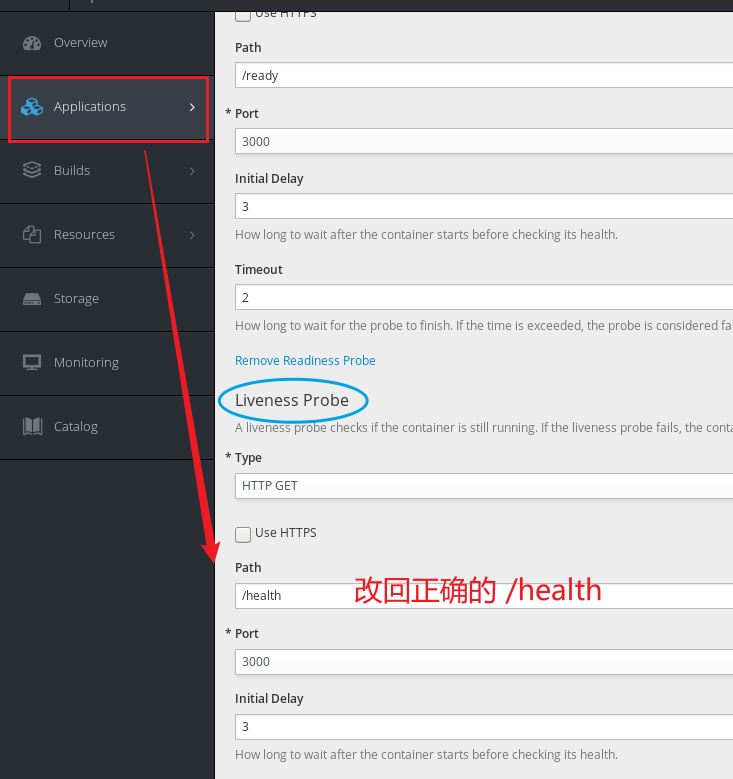 Use HTTPS
Overview
Applications
Builds
Resources
Storage
Monitoring
Catalog
Path
/ready
* Port
3000
Initial Delay
3
How long to wait after the container starts before checking its health.
Timeout
2
How long to wait for the probe to finish. If the time is exceeded, the probe is considered
Remove Readiness Probe
Liveness Probe
A liveness probe checks if the container is still running. If the liveness probe fails, the
* Type
HTTP GET
Use HTTPS
Path
/health
改回正确的 /health
* Port
3000
Initial Delay
3
How long to wait after the container starts before checking its health.